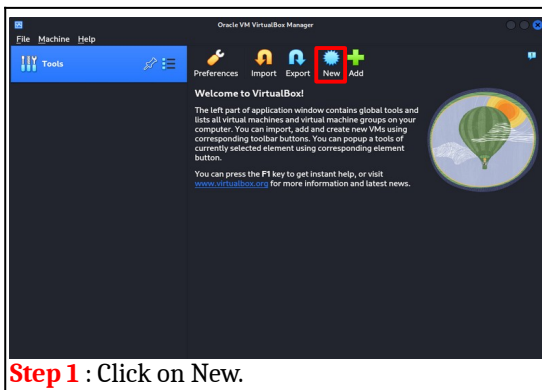 Oracle VM VirtualBox Manager
File Machine Help
Tools
Preferences Import Export New Add
Welcome to VirtualBox!
The left part of application window contains global tools and
lists all virtual machines and virtual machine groups on your
computer. You can import, add and create new VMs using
corresponding toolbar buttons. You can popup a tools of
currently selected element using corresponding element
button.
You can press the F1 key to get instant help, or visit
www.virtualbox.org for more information and latest news.
Step 1 : Click on New.